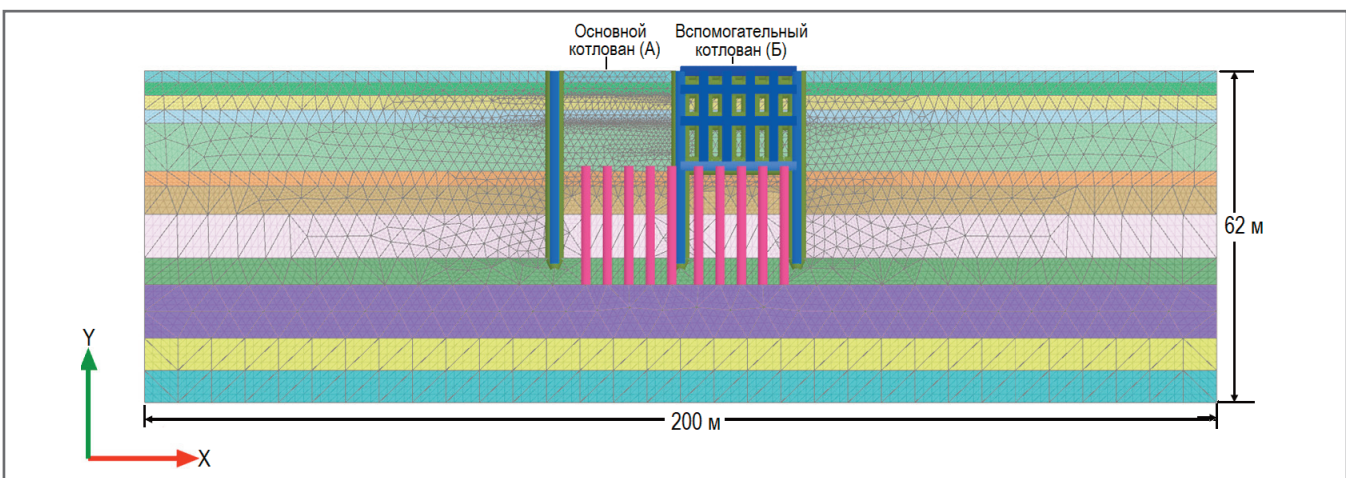 Основной
котлован (А)
Вспомогательный
котлован (Б)
62 м
Y
200 м
X